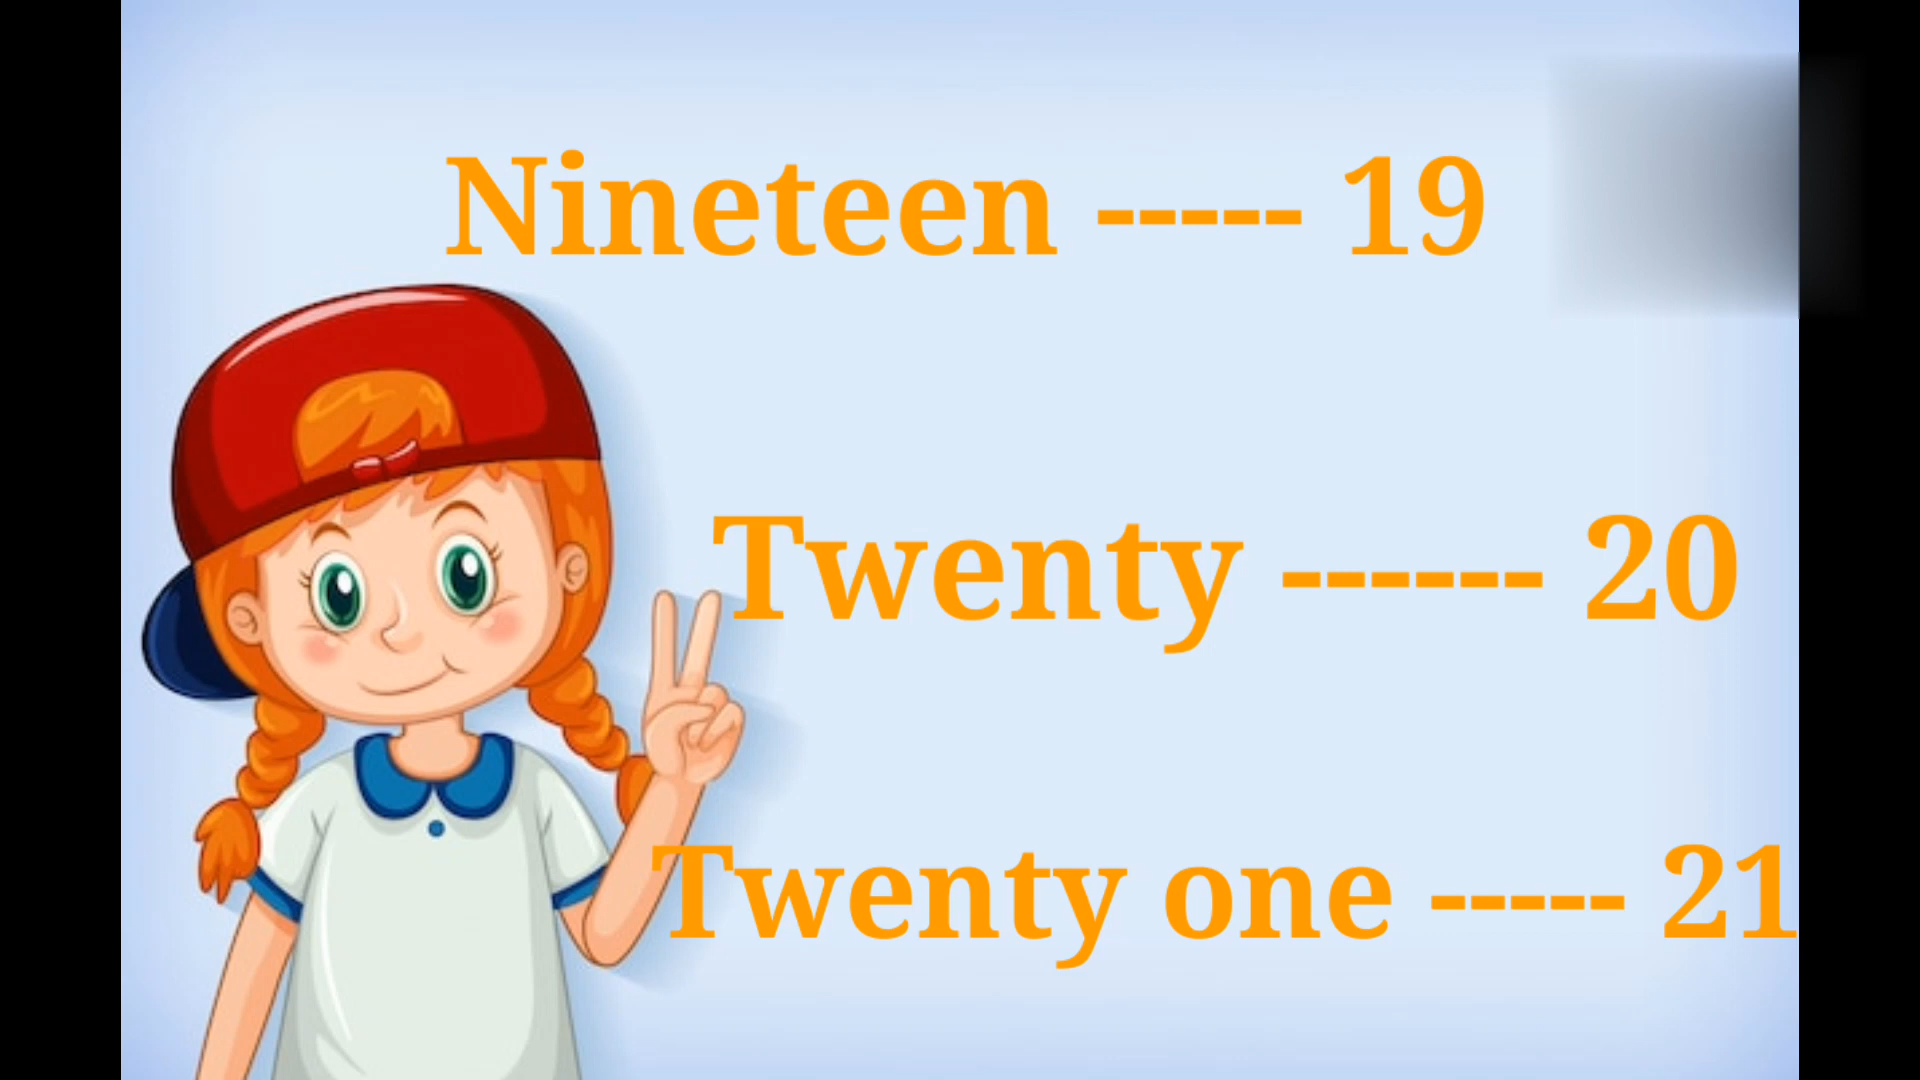 Nineteen ----- 19
Twenty ------ 20
Twenty one ----- 21